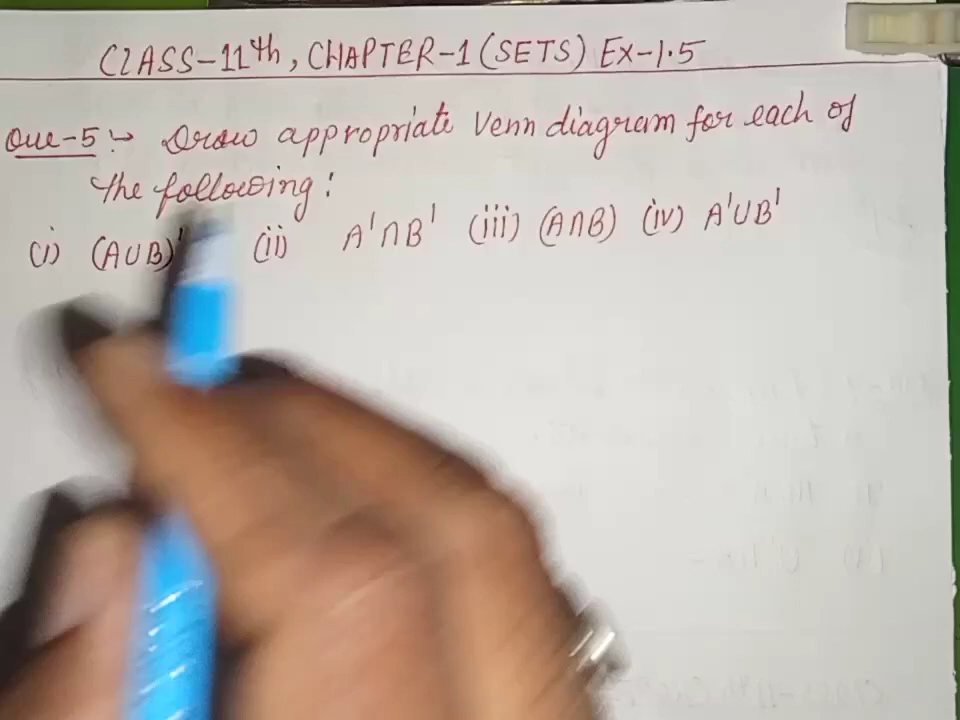 CLASS-11th, CHAPTER-1 (SETS) Ex-1.5
Que-5:- Draw appropriate Venn diagram for each of
the following:
(i) (A∪B)' (ii) A'∩B' (iii) (A∩B) (iv) A'∪B'